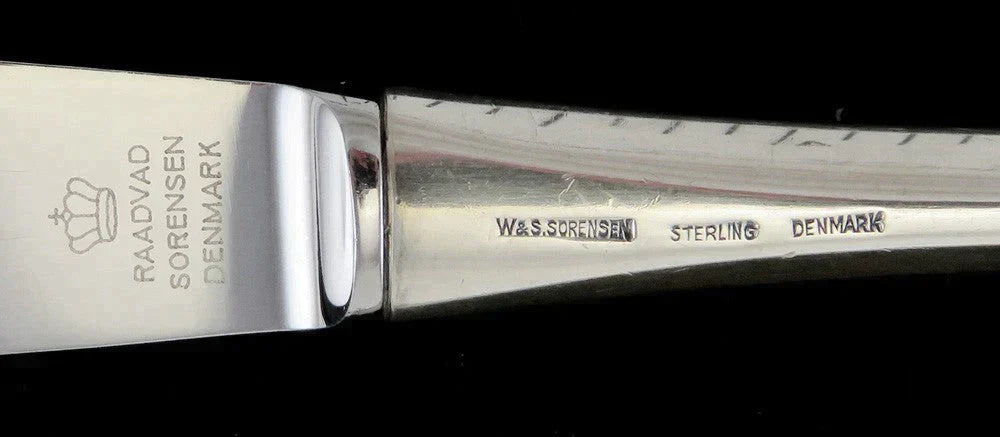 RAADVAD
SORENSEN
DENMARK
W&S.SORENSEN STERLING DENMARK